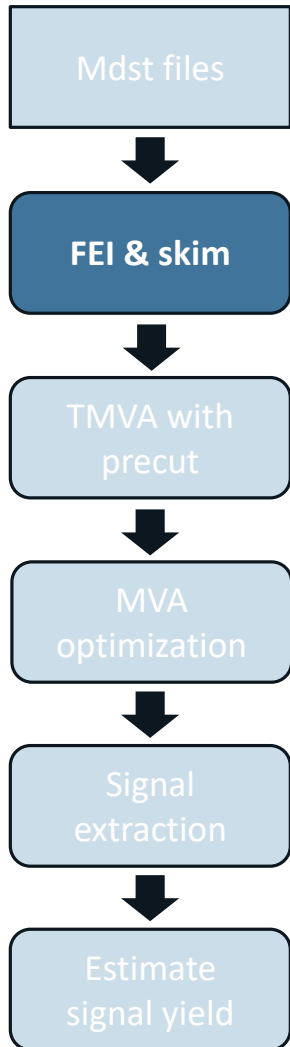 Mdst files
FEI & skim
TMVA with
precut
MVA
optimization
Signal
extraction
Estimate
signal yield